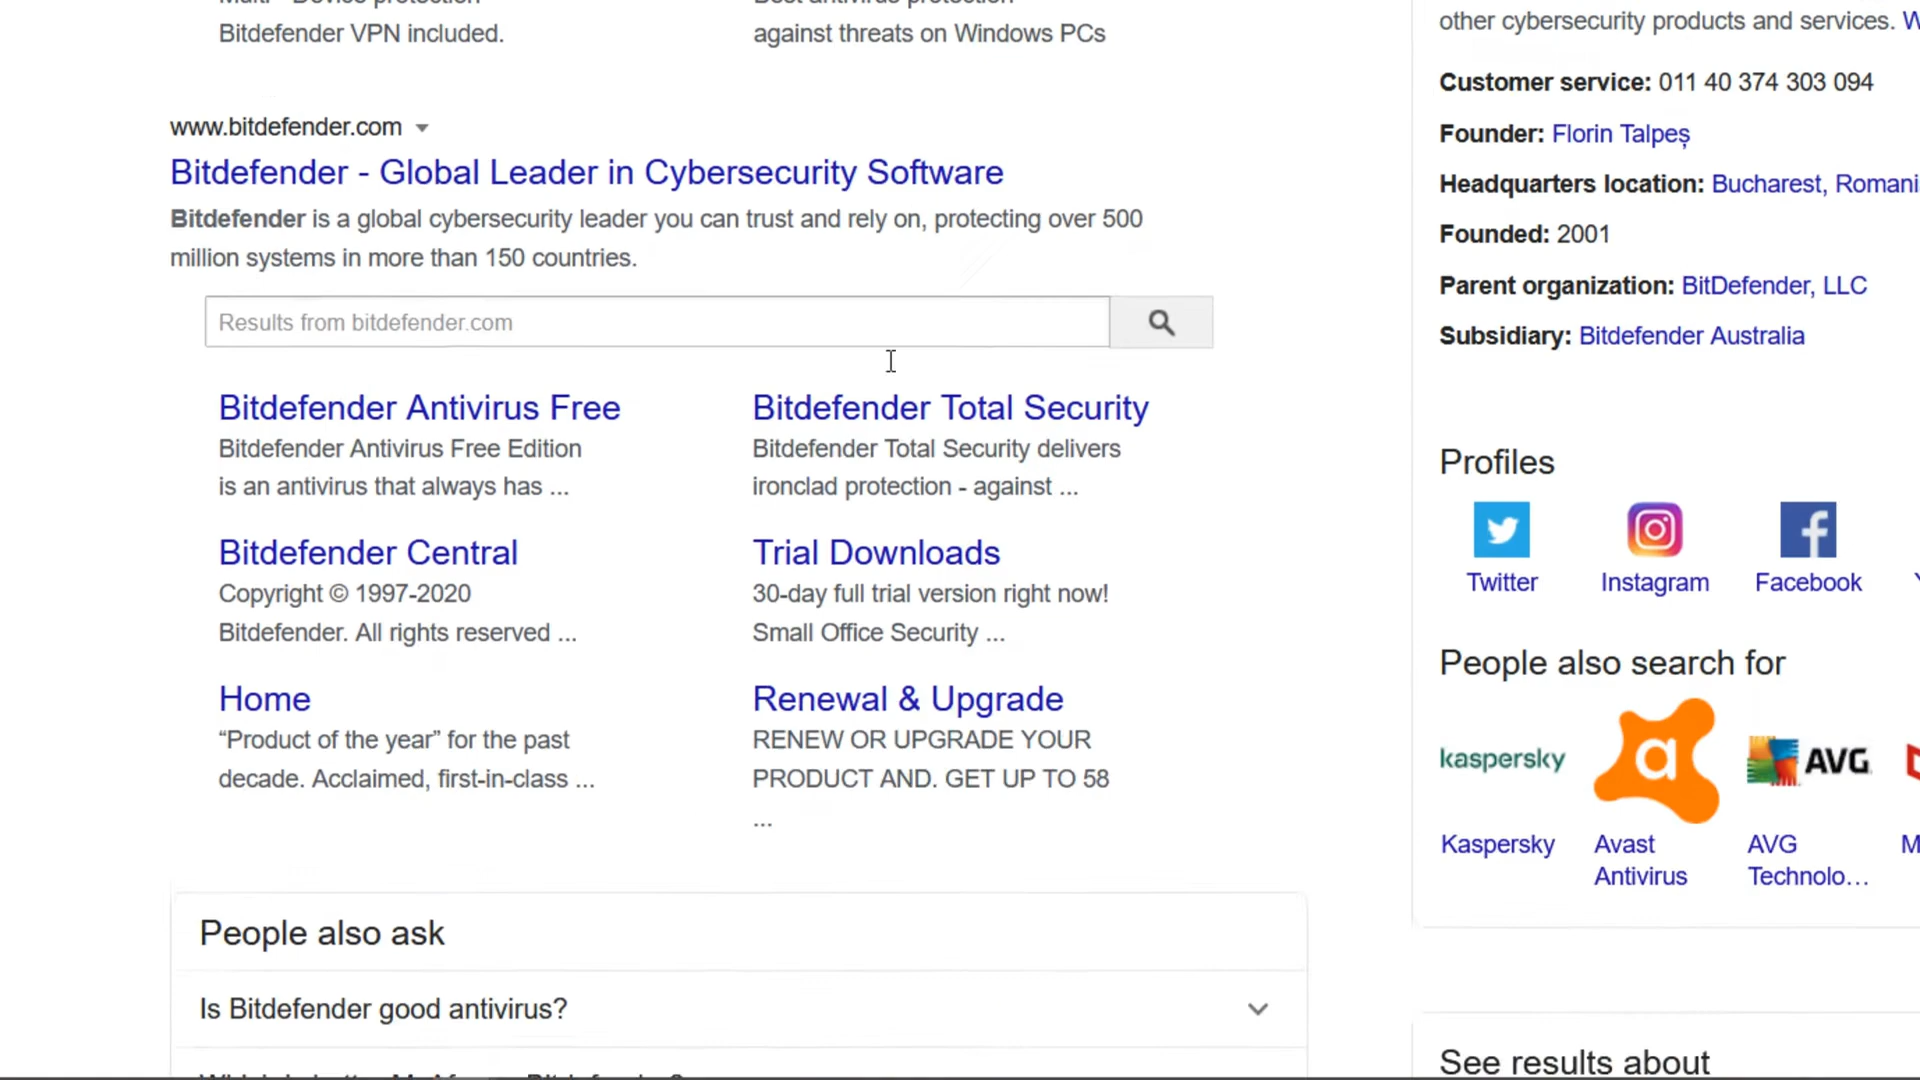 Bitdefender VPN included.
against threats on Windows PCs
www.bitdefender.com
Bitdefender - Global Leader in Cybersecurity Software
Bitdefender is a global cybersecurity leader you can trust and rely on, protecting over 500
million systems in more than 150 countries.
Results from bitdefender.com
Bitdefender Antivirus Free
Bitdefender Antivirus Free Edition
is an antivirus that always has ...
Bitdefender Total Security
Bitdefender Total Security delivers
ironclad protection - against ...
Bitdefender Central
Copyright © 1997-2020
Bitdefender. All rights reserved ...
Trial Downloads
30-day full trial version right now!
Small Office Security ...
Home
“Product of the year” for the past
decade. Acclaimed, first-in-class ...
Renewal & Upgrade
RENEW OR UPGRADE YOUR
PRODUCT AND. GET UP TO 58
...
People also ask
Is Bitdefender good antivirus?
other cybersecurity products and services.
Customer service: 011 40 374 303 094
Founder: Florin Talpeș
Headquarters location: Bucharest, Romani
Founded: 2001
Parent organization: BitDefender, LLC
Subsidiary: Bitdefender Australia
Profiles
Twitter
Instagram
Facebook
People also search for
kaspersky
a
AVG
Kaspersky
Avast
Antivirus
AVG
Technolo...
See results about